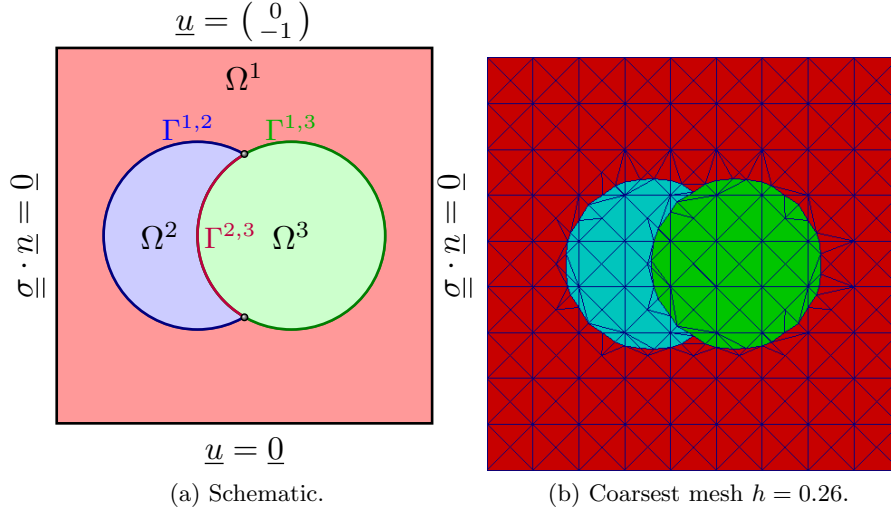 u = ( 0 -1 )
Ω¹
Γ¹,² Γ¹,³
σ · n = 0
Ω² Γ²,³ Ω³
σ · n = 0
u = 0
(a) Schematic.
(b) Coarsest mesh h = 0.26.